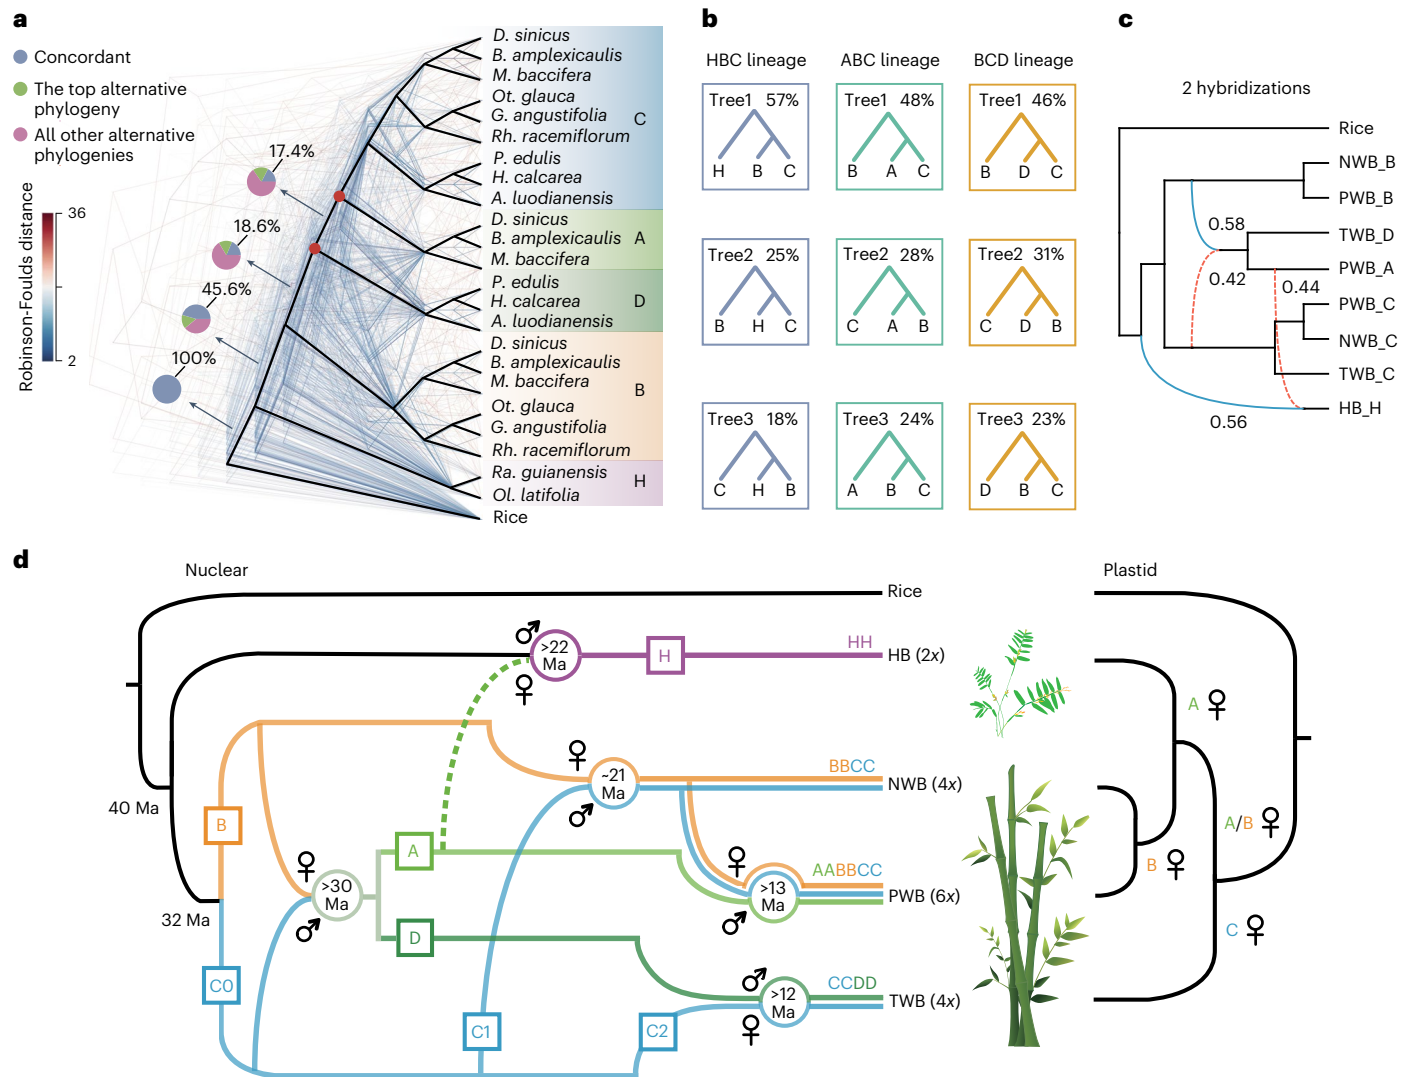 a
Concordant
The top alternative
phylogeny
All other alternative
phylogenies
Robinson-Foulds distance
36
2
17.4%
18.6%
45.6%
100%
D. sinicus
B. amplexicaulis
M. baccifera
Ot. glauca
G. angustifolia
C
Rh. racemiflorum
P. edulis
H. calcarea
A. luodianensis
D. sinicus
B. amplexicaulis A
M. baccifera
P. edulis
H. calcarea D
A. luodianensis
D. sinicus
B. amplexicaulis
M. baccifera
B
Ot. glauca
G. angustifolia
Rh. racemiflorum
Ra. guianensis
H
Ol. latifolia
Rice
b
HBC lineage ABC lineage BCD lineage
Tree1 57% Tree1 48% Tree1 46%
H B C B A C B D C
Tree2 25% Tree2 28% Tree2 31%
B H C C A B C D B
Tree3 18% Tree3 24% Tree3 23%
C H B A B C D B C
c
2 hybridizations
Rice
NWB_B
PWB_B
0.58
TWB_D
PWB_A
0.42
0.44
PWB_C
NWB_C
TWB_C
HB_H
0.56
d
Nuclear Plastid
Rice
♂
>22
Ma
♀
H
HH
HB (2x)
A ♀
♀
~21
Ma
♂
BBCC
NWB (4x)
40 Ma
B
A/B ♀
♀
>30
Ma
♂
A
♀
>13
Ma
♂
AABBCC
PWB (6x)
B ♀
32 Ma
D
C ♀
C0
♂
>12
Ma
♀
CCDD
TWB (4x)
C1
C2